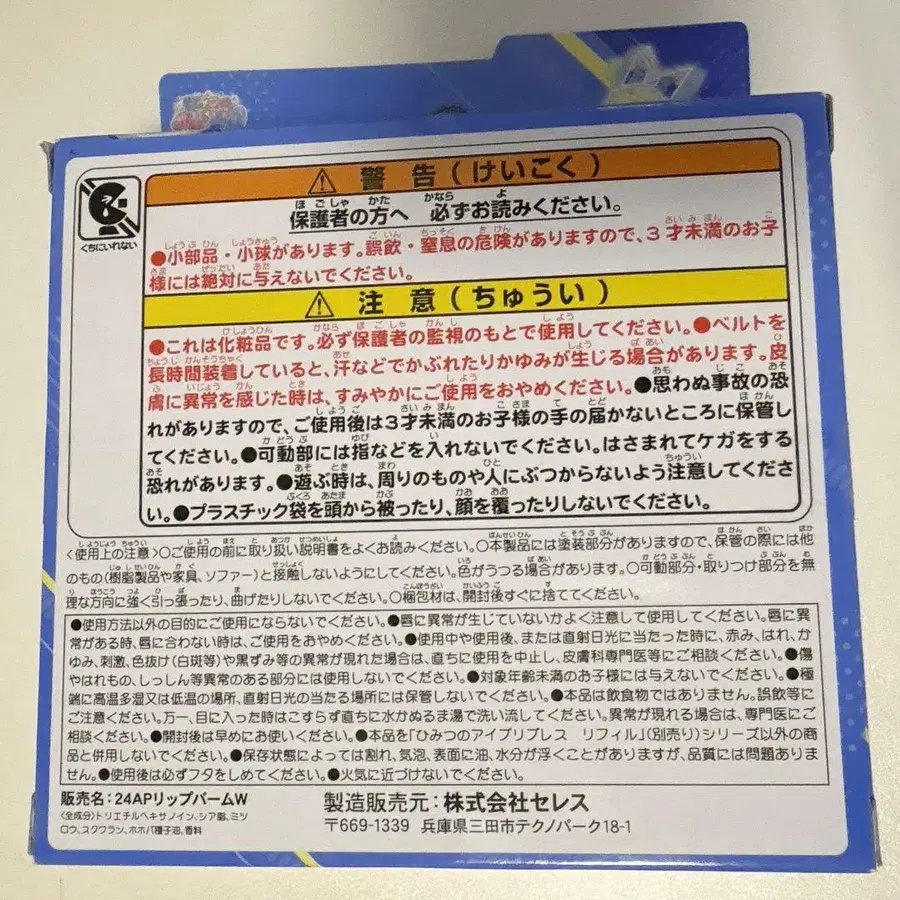 くちにいれない
警告(けいこく)
保護者の方へ 必ずお読みください。
●小部品・小球があります。誤飲・窒息の危険がありますので、3才未満のお子
様には絶対に与えないでください。
注意(ちゅうい)
●これは化粧品です。必ず保護者の監視のもとで使用してください。●ベルトを
長時間装着していると、汗などでかぶれたりかゆみが生じる場合があります。皮
膚に異常を感じた時は、すみやかにご使用をおやめください。●思わぬ事故の恐
れがありますので、ご使用後は3才未満のお子様の手の届かないところに保管し
てください。●可動部には指などを入れないでください。はさまれてケガをする
恐れがあります。●遊ぶ時は、周りのものや人にぶつからないよう注意してくださ
い。●プラスチック袋を頭から被ったり、顔を覆ったりしないでください。
〈使用上の注意〉○ご使用の前に取り扱い説明書をよくお読みください。○本製品には塗装部分がありますので、保管の際には他
のもの(樹脂製品や家具、ソファー)と接触しないようにしてください。色がうつる場合があります。○可動部分・取りつけ部分を無
理な方向に強く引っ張ったり、曲げたりしないでください。○梱包材は、開封後すぐに捨ててください。
●使用方法以外の目的にご使用にならないでください。●唇に異常が生じていないかよく注意して使用してください。唇に異
常がある時、唇に合わない時は、ご使用をおやめください。●使用中や使用後、または直射日光に当たった時に、赤み、はれ、か
ゆみ、刺激、色抜け(白斑等)や黒ずみ等の異常が現れた場合は、直ちに使用を中止し、皮膚科専門医等にご相談ください。●傷
やはれもの、しっしん等異常のある部分には使用しないでください。●対象年齢未満のお子様には与えないでください。●極
端に高温多湿又は低温の場所、直射日光の当たる場所には保管しないでください。●本品は飲食物ではありません。誤飲等に
ご注意ください。万一、目に入った時はこすらず直ちに水かぬるま湯で洗い流してください。異常が現れる場合は、専門医にご
相談ください。●開封後は早めにお使いください。●本品を「ひみつのアイプリブレス リフィル」(別売り)シリーズ以外の商
品と併用しないでください。●保存状態によっては割れ、気泡、表面に油、水分が浮くことがありますが、品質には問題ありませ
ん。●使用後は必ずフタをしめてください。●火気に近づけないでください。
販売名:24APリップバームW
〈全成分〉トリエチルヘキサノイン、シア脂、ミツ
ロウ、スクワラン、ホホバ種子油、香料
製造販売元:株式会社セレス
〒669-1339 兵庫県三田市テクノパーク18-1